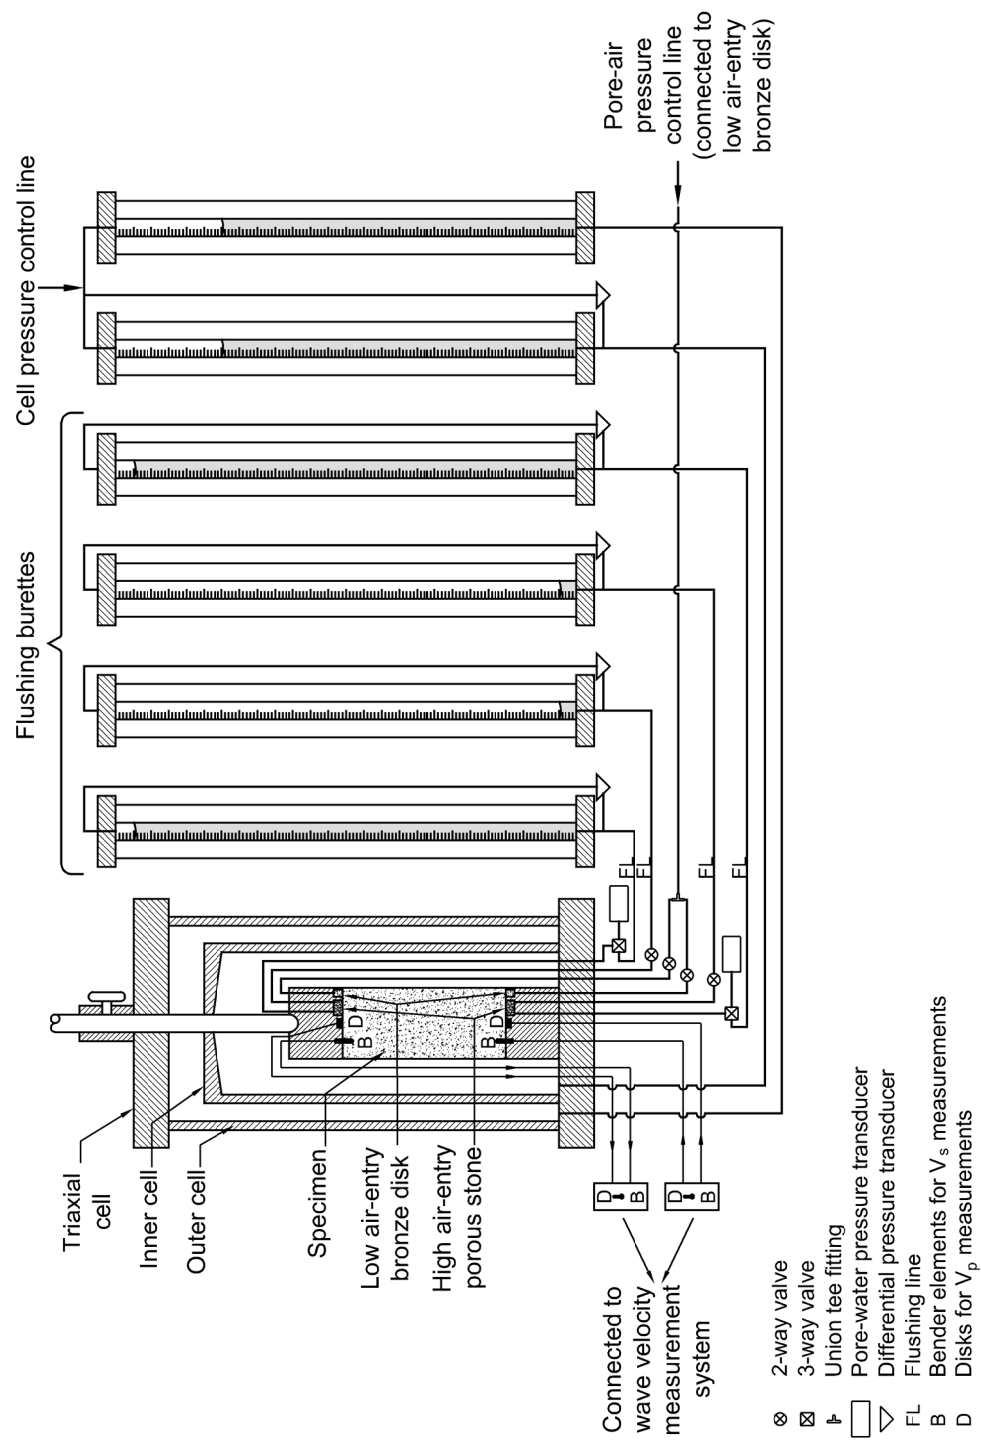 Flushing burettes
Cell pressure control line
Triaxial
cell
Inner cell
Outer cell
Specimen
Low air-entry
bronze disk
High air-entry
porous stone
B
D
B
D
FL
FL
FL
FL
Pore-air
pressure
control line
(connected to
low air-entry
bronze disk)
D
B
D
B
Connected to
wave velocity
measurement
system
2-way valve
3-way valve
Union tee fitting
Pore-water pressure transducer
Differential pressure transducer
FL Flushing line
B Bender elements for Vs measurements
D Disks for Vp measurements